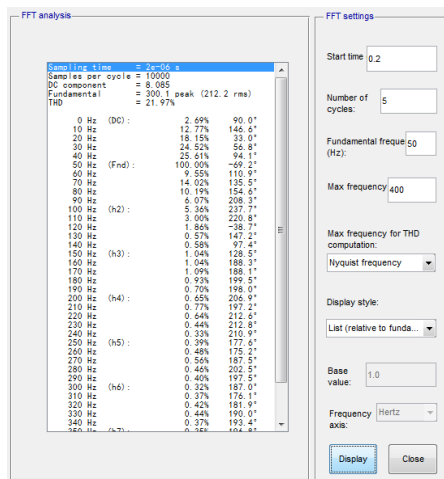 FFT analysis
Sampling time = 2e-06 s
Samples per cycle = 10000
DC component = 8.085
Fundamental = 300.1 peak (212.2 rms)
THD = 21.97%
0 Hz (DC): 2.69% 90.0°
10 Hz 12.77% 146.6°
20 Hz 18.15% 33.0°
30 Hz 24.52% 56.8°
40 Hz 25.61% 94.1°
50 Hz (Fnd): 100.00% -69.2°
60 Hz 9.55% 110.9°
70 Hz 14.02% 135.5°
80 Hz 10.19% 154.6°
90 Hz 6.07% 208.3°
100 Hz (h2): 5.36% 237.7°
110 Hz 3.00% 220.8°
120 Hz 1.86% -38.7°
130 Hz 0.57% 147.2°
140 Hz 0.58% 97.4°
150 Hz (h3): 1.04% 128.5°
160 Hz 1.04% 188.3°
170 Hz 1.09% 188.1°
180 Hz 0.93% 199.5°
190 Hz 0.70% 198.0°
200 Hz (h4): 0.65% 206.9°
210 Hz 0.77% 197.2°
220 Hz 0.64% 212.6°
230 Hz 0.44% 212.8°
240 Hz 0.33% 210.9°
250 Hz (h5): 0.39% 177.6°
260 Hz 0.48% 175.2°
270 Hz 0.56% 187.5°
280 Hz 0.46% 202.5°
290 Hz 0.40% 197.5°
300 Hz (h6): 0.32% 187.0°
310 Hz 0.37% 176.1°
320 Hz 0.42% 181.9°
330 Hz 0.44% 190.0°
340 Hz 0.37% 193.4°
FFT settings
Start time 0.2
Number of
cycles: 5
Fundamental freque 50
(Hz):
Max frequency 400
Max frequency for THD
computation:
Nyquist frequency
Display style:
List (relative to funda...
Base
value: 1.0
Frequency Hertz
axis:
Display Close